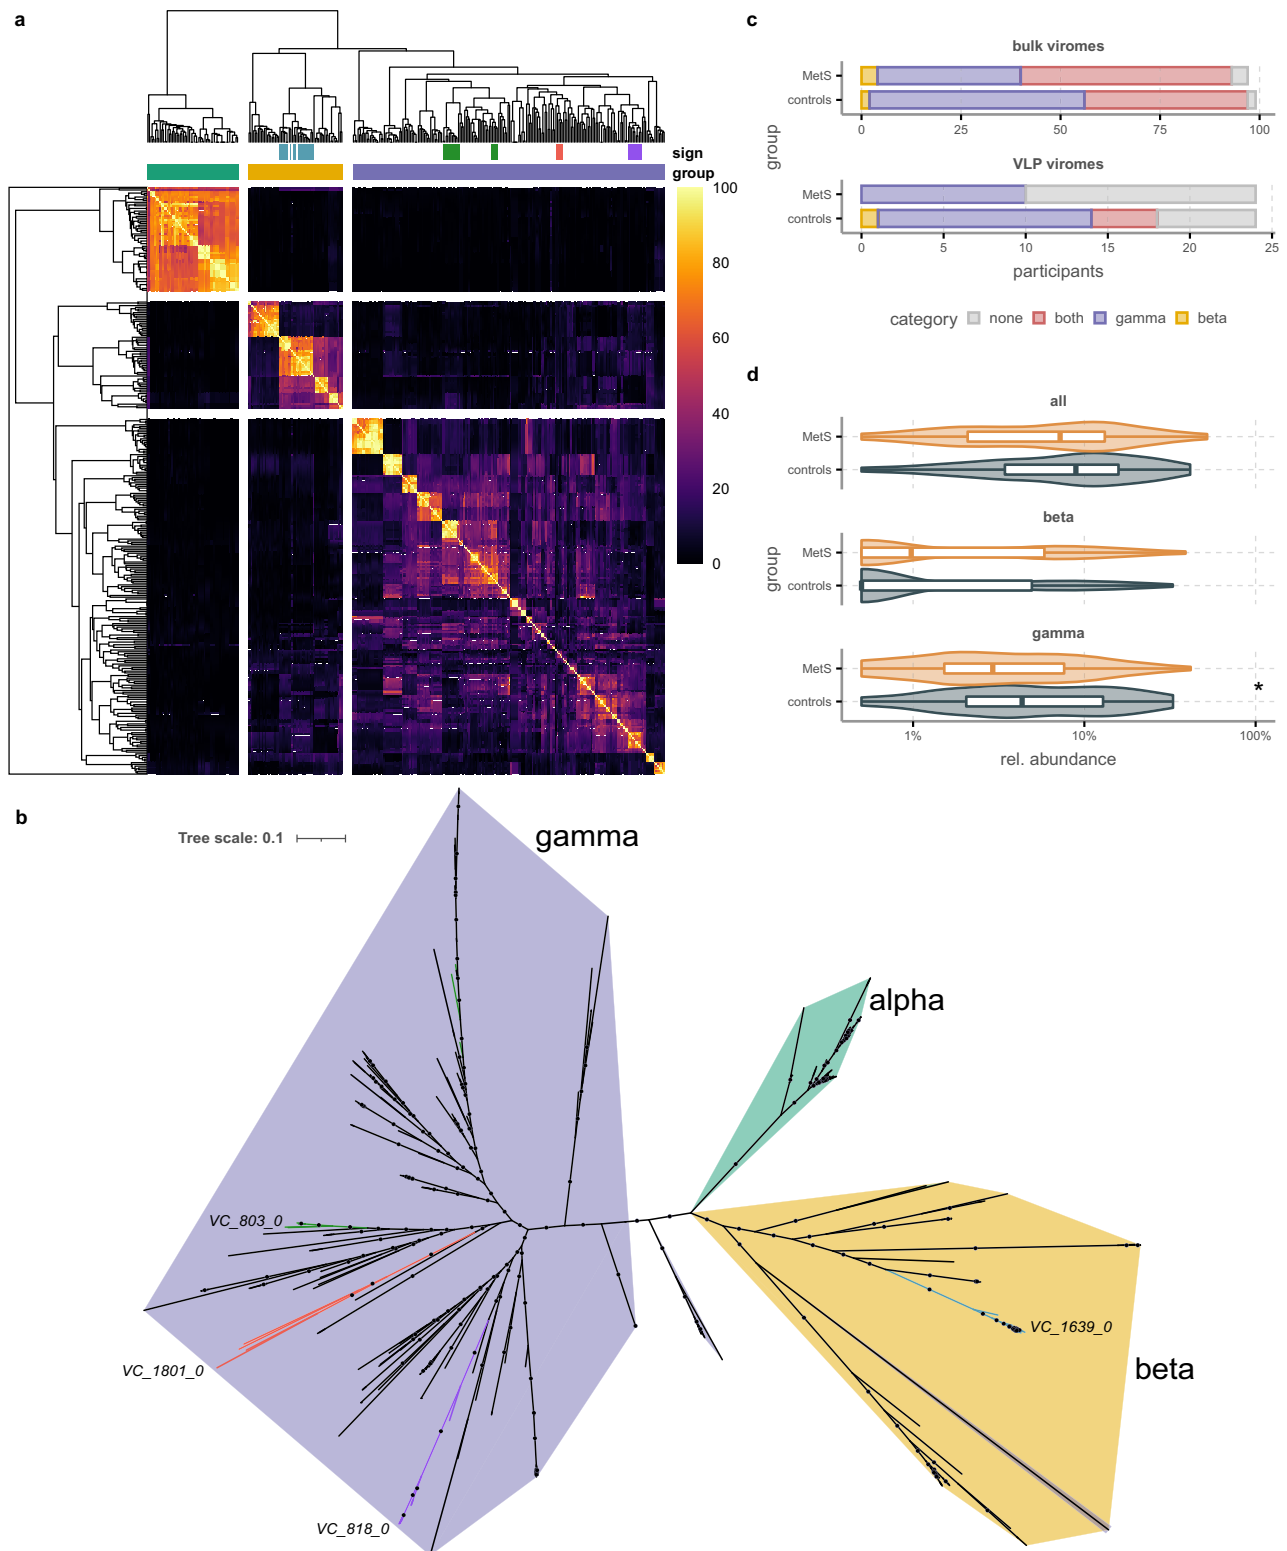 a
sign
group
100
80
60
40
20
0
c
bulk viromes
MetS
controls
0
25
50
75
100
VLP viromes
MetS
controls
0
5
10
15
20
25
group
participants
category none both gamma beta
d
all
MetS
controls
beta
MetS
controls
gamma
MetS
controls
*
1%
10%
100%
group
rel. abundance
b
Tree scale: 0.1
gamma
alpha
VC_803_0
VC_1639_0
VC_1801_0
beta
VC_818_0